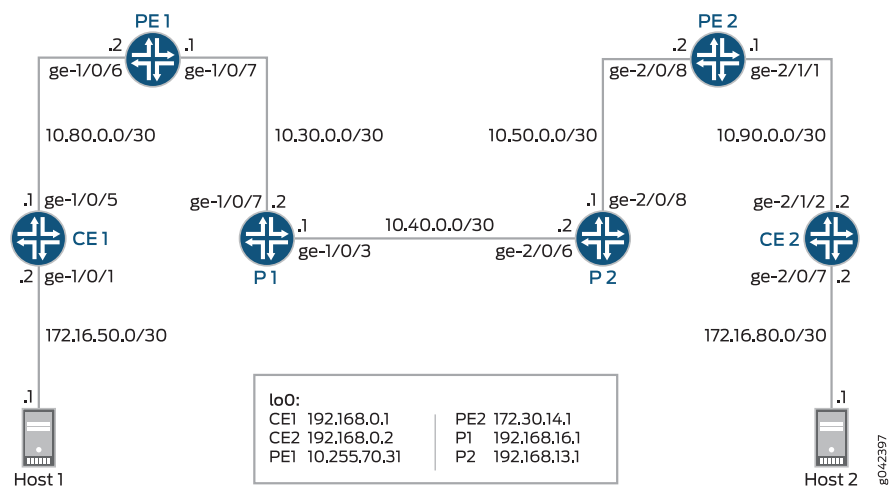 PE 1
PE 2
.2
.1
.2
.1
ge-1/0/6
ge-1/0/7
ge-2/0/8
ge-2/1/1
10.80.0.0/30
10.30.0.0/30
10.50.0.0/30
10.90.0.0/30
.1
ge-1/0/5
ge-1/0/7
.2
.1
ge-2/0/8
ge-2/1/2
.2
CE 1
.1
10.40.0.0/30
.2
CE 2
ge-1/0/3
ge-2/0/6
.2
ge-1/0/1
P 1
P 2
ge-2/0/7
.2
172.16.50.0/30
172.16.80.0/30
.1
.1
lo0:
CE1 192.168.0.1
CE2 192.168.0.2
PE1 10.255.70.31
PE2 172.30.14.1
P1 192.168.16.1
P2 192.168.13.1
Host 1
Host 2
g042397